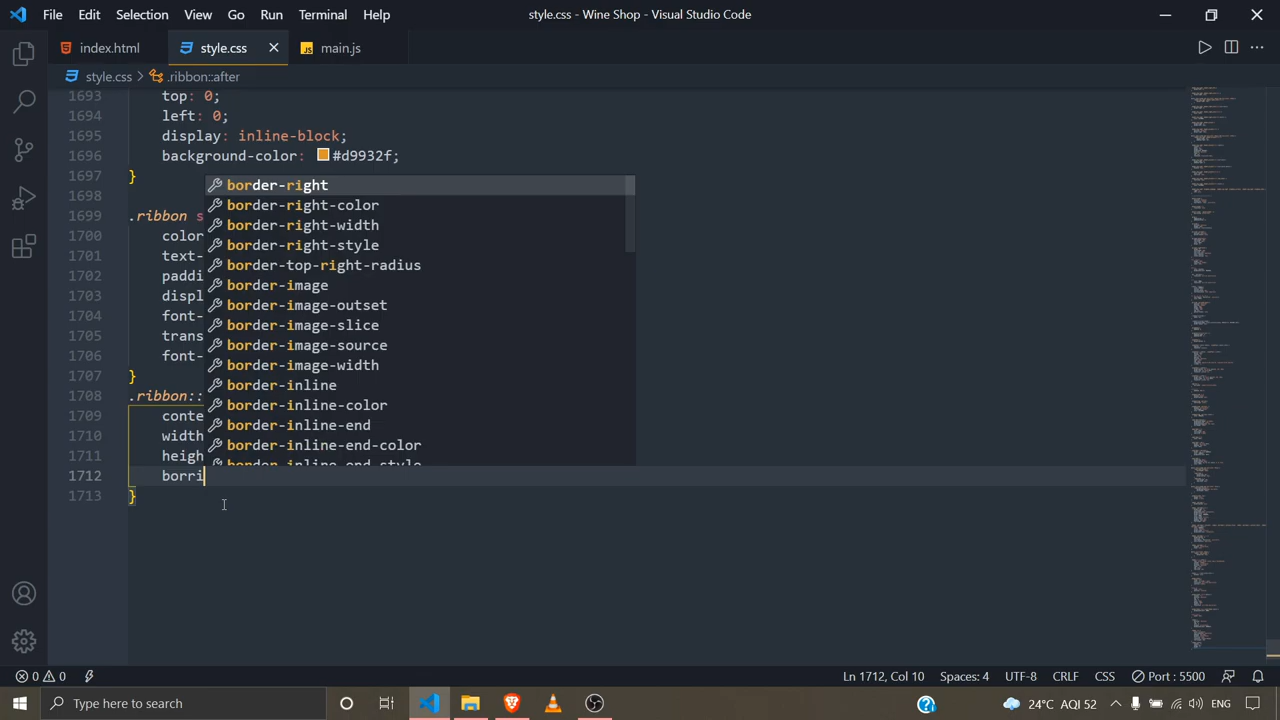 File Edit Selection View Go Run Terminal Help
style.css - Wine Shop - Visual Studio Code
index.html style.css main.js
style.css .ribbon::after
1693 top: 0;
1694 left: 0;
1695 display: inline-block;
1696 background-color: #d5932f,
1697 }
1698
1699 .ribbon s
1700 color
1701 text-
1702 paddi
1703 displ
1704 font-
1705 trans
1706 font-
1707 }
1708 .ribbon::
1709 conte
1710 width
1711 heigh
1712 borri
1713 }
border-right
border-right-color
border-right-width
border-right-style
border-top-right-radius
border-image
border-image-outset
border-image-slice
border-image-source
border-image-width
border-inline
border-inline-color
border-inline-end
border-inline-end-color
border-inline-end-style
0 0
Ln 1712, Col 10 Spaces: 4 UTF-8 CRLF CSS Port : 5500
Type here to search
24°C AQI 52 ENG